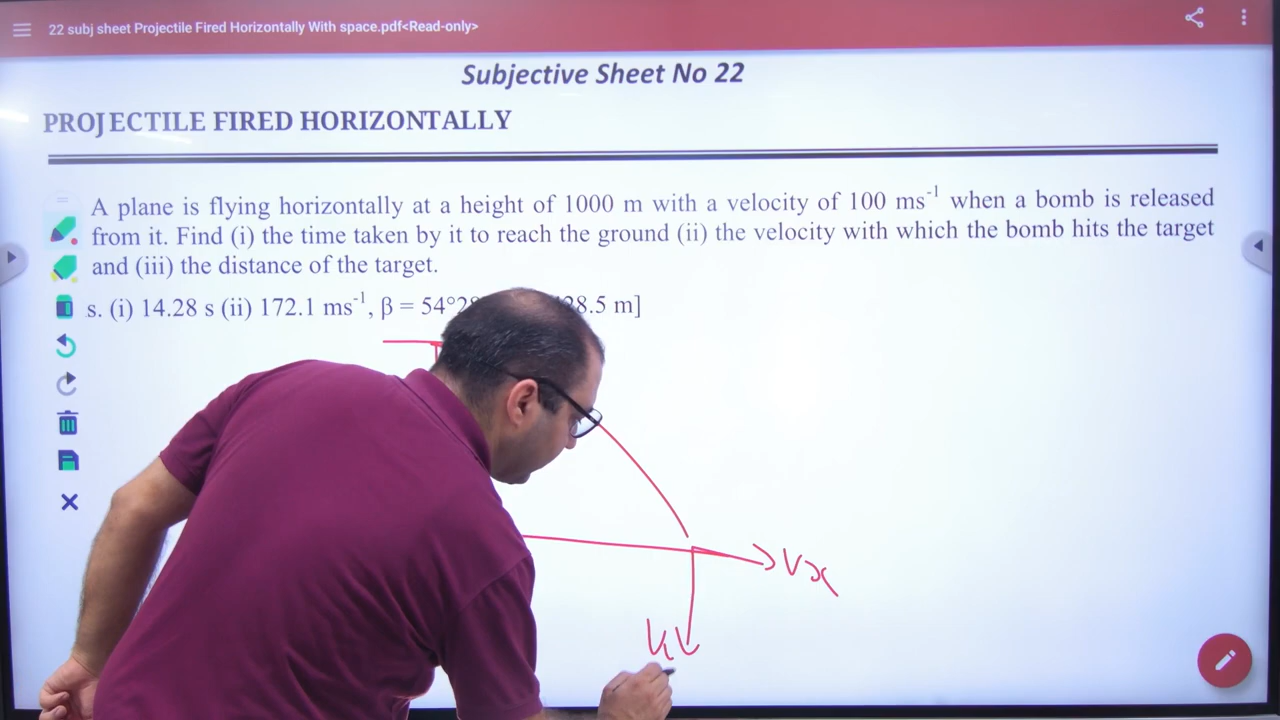 22 subj sheet Projectile Fired Horizontally With space.pdf<Read-only>
Subjective Sheet No 22
PROJECTILE FIRED HORIZONTALLY
A plane is flying horizontally at a height of 1000 m with a velocity of 100 ms⁻¹ when a bomb is released
from it. Find (i) the time taken by it to reach the ground (ii) the velocity with which the bomb hits the target
and (iii) the distance of the target.
s. (i) 14.28 s (ii) 172.1 ms⁻¹, β = 54°28 8.5 m]
Vx